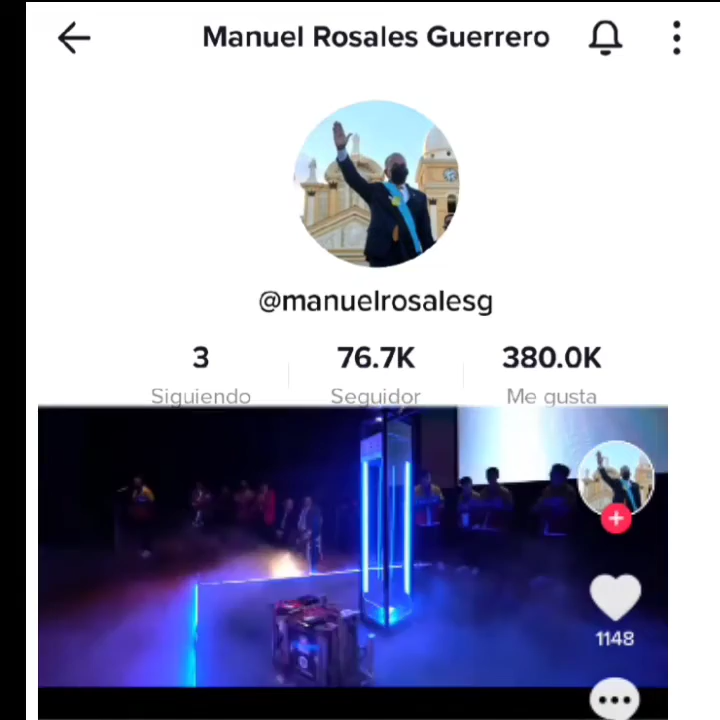 Manuel Rosales Guerrero
@manuelrosalesg
3 76.7K 380.0K
Siguiendo Seguidor Me gusta
1148